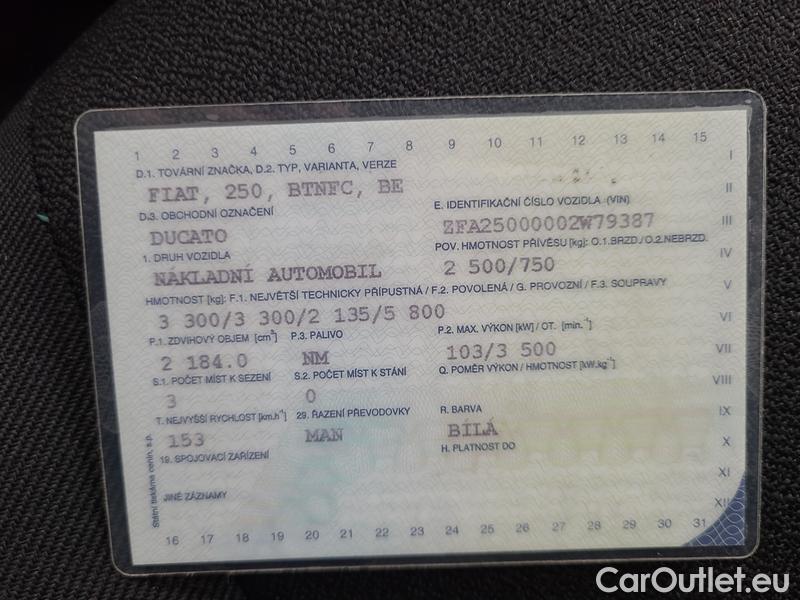 1 2 3 4 5 6 7 8 9 10 11 12 13 14 15
D.1. TOVÁRNÍ ZNAČKA, D.2. TYP, VARIANTA, VERZE
FIAT, 250, BTNFC, BE
I
II
D.3. OBCHODNÍ OZNAČENÍ
E. IDENTIFIKAČNÍ ČÍSLO VOZIDLA (VIN)
DUCATO
ZFA25000002W79387
III
1. DRUH VOZIDLA
POV. HMOTNOST PŘÍVĚSU [kg]: O.1.BRZD./O.2.NEBRZD.
NÁKLADNÍ AUTOMOBIL
2 500/750
IV
HMOTNOST [kg]: F.1. NEJVĚTŠÍ TECHNICKY PŘÍPUSTNÁ / F.2. POVOLENÁ / G. PROVOZNÍ / F.3. SOUPRAVY
V
3 300/3 300/2 135/5 800
VI
P.1. ZDVIHOVÝ OBJEM [cm³]
P.3. PALIVO
P.2. MAX. VÝKON [kW] / OT. [min.⁻¹]
2 184.0
NM
103/3 500
VII
S.1. POČET MÍST K SEZENÍ
S.2. POČET MÍST K STÁNÍ
Q. POMĚR VÝKON / HMOTNOST [kW.kg⁻¹]
3
0
VIII
T. NEJVYŠŠÍ RYCHLOST [km.h⁻¹]
29. ŘAZENÍ PŘEVODOVKY
R. BARVA
IX
153
MAN
BÍLÁ
X
19. SPOJOVACÍ ZAŘÍZENÍ
H. PLATNOST DO
XI
JINÉ ZÁZNAMY
XII
Státní tiskárna cenin, s.p.
16 17 18 19 20 21 22 23 24 25 26 27 28 29 30 31
CarOutlet.eu